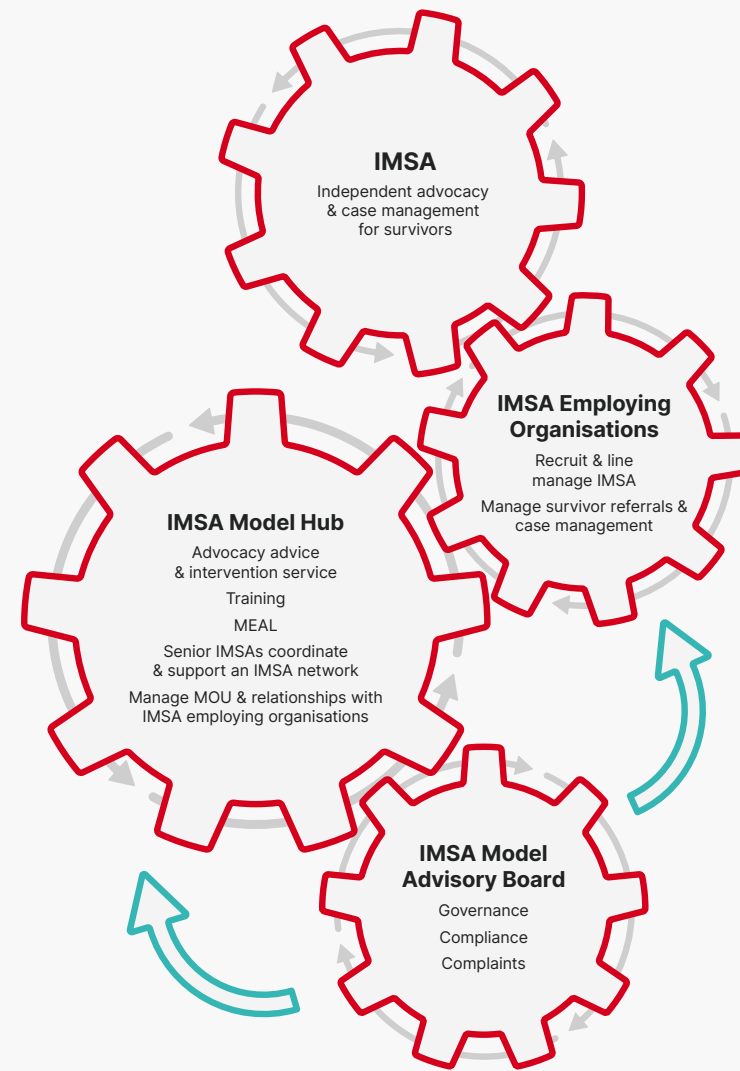 IMSA
Independent advocacy
& case management
for survivors
IMSA Employing
Organisations
Recruit & line
manage IMSA
Manage survivor referrals &
case management
IMSA Model Hub
Advocacy advice
& intervention service
Training
MEAL
Senior IMSAs coordinate
& support an IMSA network
Manage MOU & relationships with
IMSA employing organisations
IMSA Model
Advisory Board
Governance
Compliance
Complaints